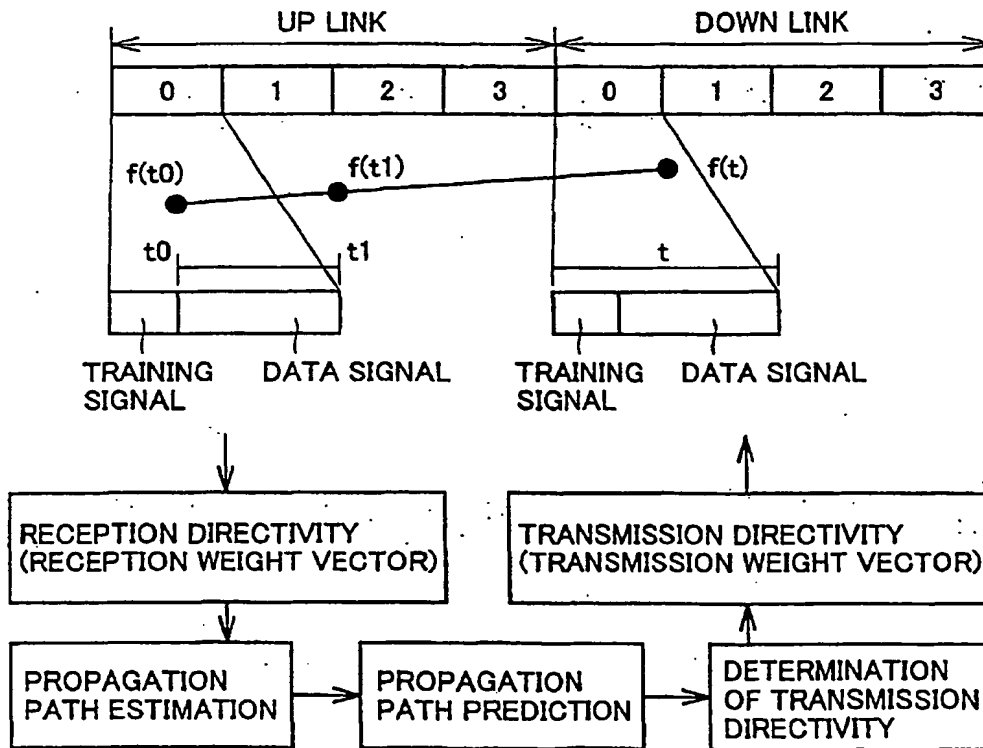 UP LINK DOWN LINK
0 1 2 3 0 1 2 3
f(t0) f(t1) f(t)
t0 t1 t
TRAINING SIGNAL DATA SIGNAL TRAINING SIGNAL DATA SIGNAL
RECEPTION DIRECTIVITY
(RECEPTION WEIGHT VECTOR)
TRANSMISSION DIRECTIVITY
(TRANSMISSION WEIGHT VECTOR)
PROPAGATION
PATH ESTIMATION
PROPAGATION
PATH PREDICTION
DETERMINATION
OF TRANSMISSION
DIRECTIVITY